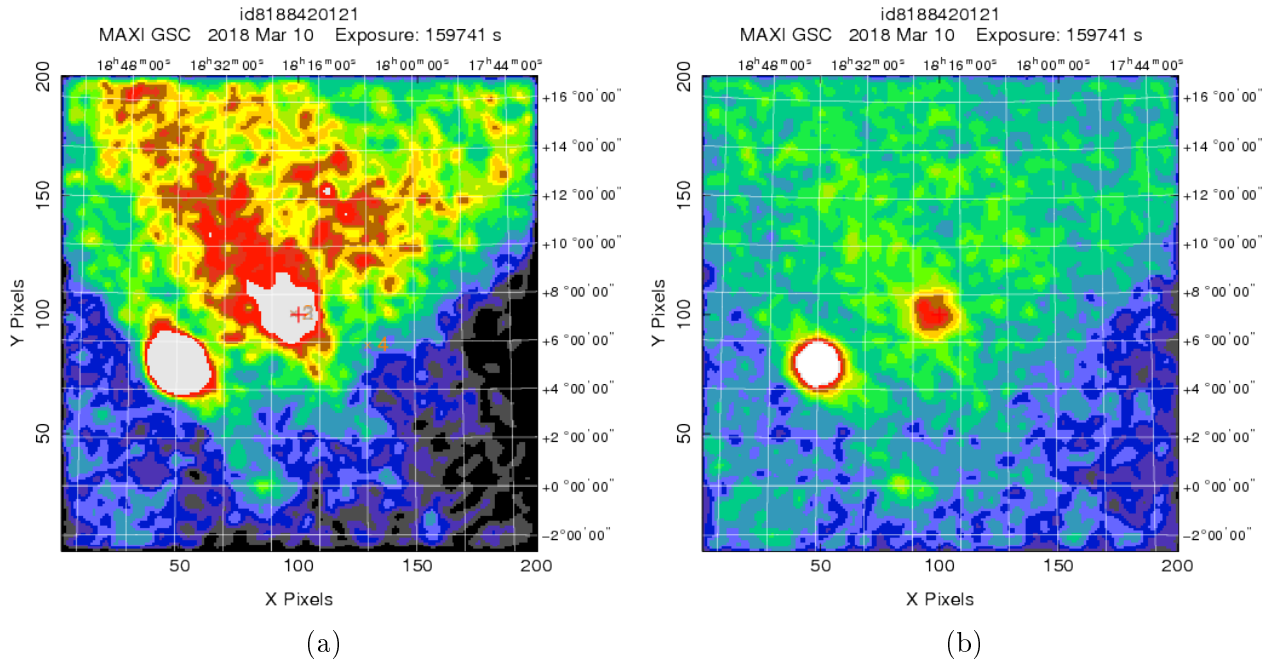 id8188420121
MAXI GSC 2018 Mar 10 Exposure: 159741 s
18h48m00s 18h32m00s 18h16m00s 18h00m00s 17h44m00s
200
150
100
50
Y Pixels
+16°00'00"
+14°00'00"
+12°00'00"
+10°00'00"
+8°00'00"
+6°00'00"
+4°00'00"
+2°00'00"
+0°00'00"
-2°00'00"
4
50 100 150 200
X Pixels
(a)
id8188420121
MAXI GSC 2018 Mar 10 Exposure: 159741 s
18h48m00s 18h32m00s 18h16m00s 18h00m00s 17h44m00s
200
150
100
50
Y Pixels
+16°00'00"
+14°00'00"
+12°00'00"
+10°00'00"
+8°00'00"
+6°00'00"
+4°00'00"
+2°00'00"
+0°00'00"
-2°00'00"
50 100 150 200
X Pixels
(b)